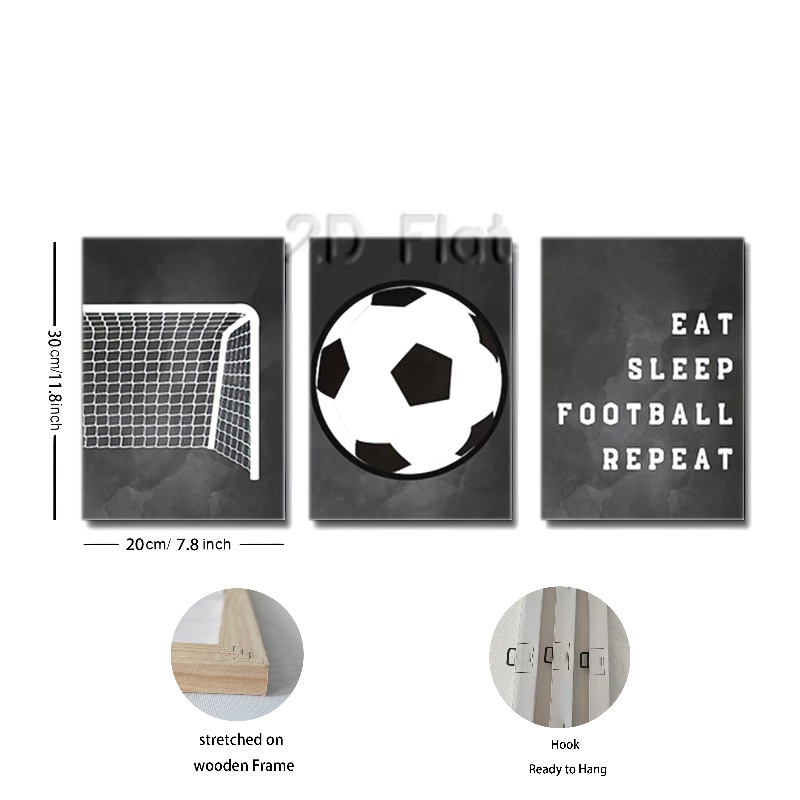 2D Flat
30cm/11.8inch
EAT
SLEEP
FOOTBALL
REPEAT
20cm/ 7.8 inch
stretched on
wooden Frame
Hook
Ready to Hang